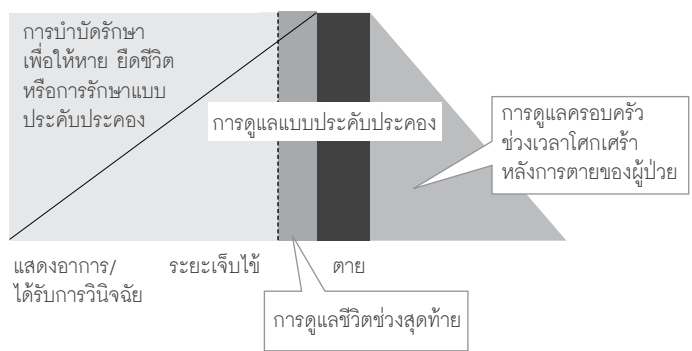 การบำบัดรักษา
เพื่อให้หาย ยืดชีวิต
หรือการรักษาแบบ
ประคับประคอง
การดูแลแบบประคับประคอง
การดูแลครอบครัว
ช่วงเวลาโศกเศร้า
หลังการตายของผู้ป่วย
แสดงอาการ/
ได้รับการวินิจฉัย
ระยะเจ็บไข้
ตาย
การดูแลชีวิตช่วงสุดท้าย